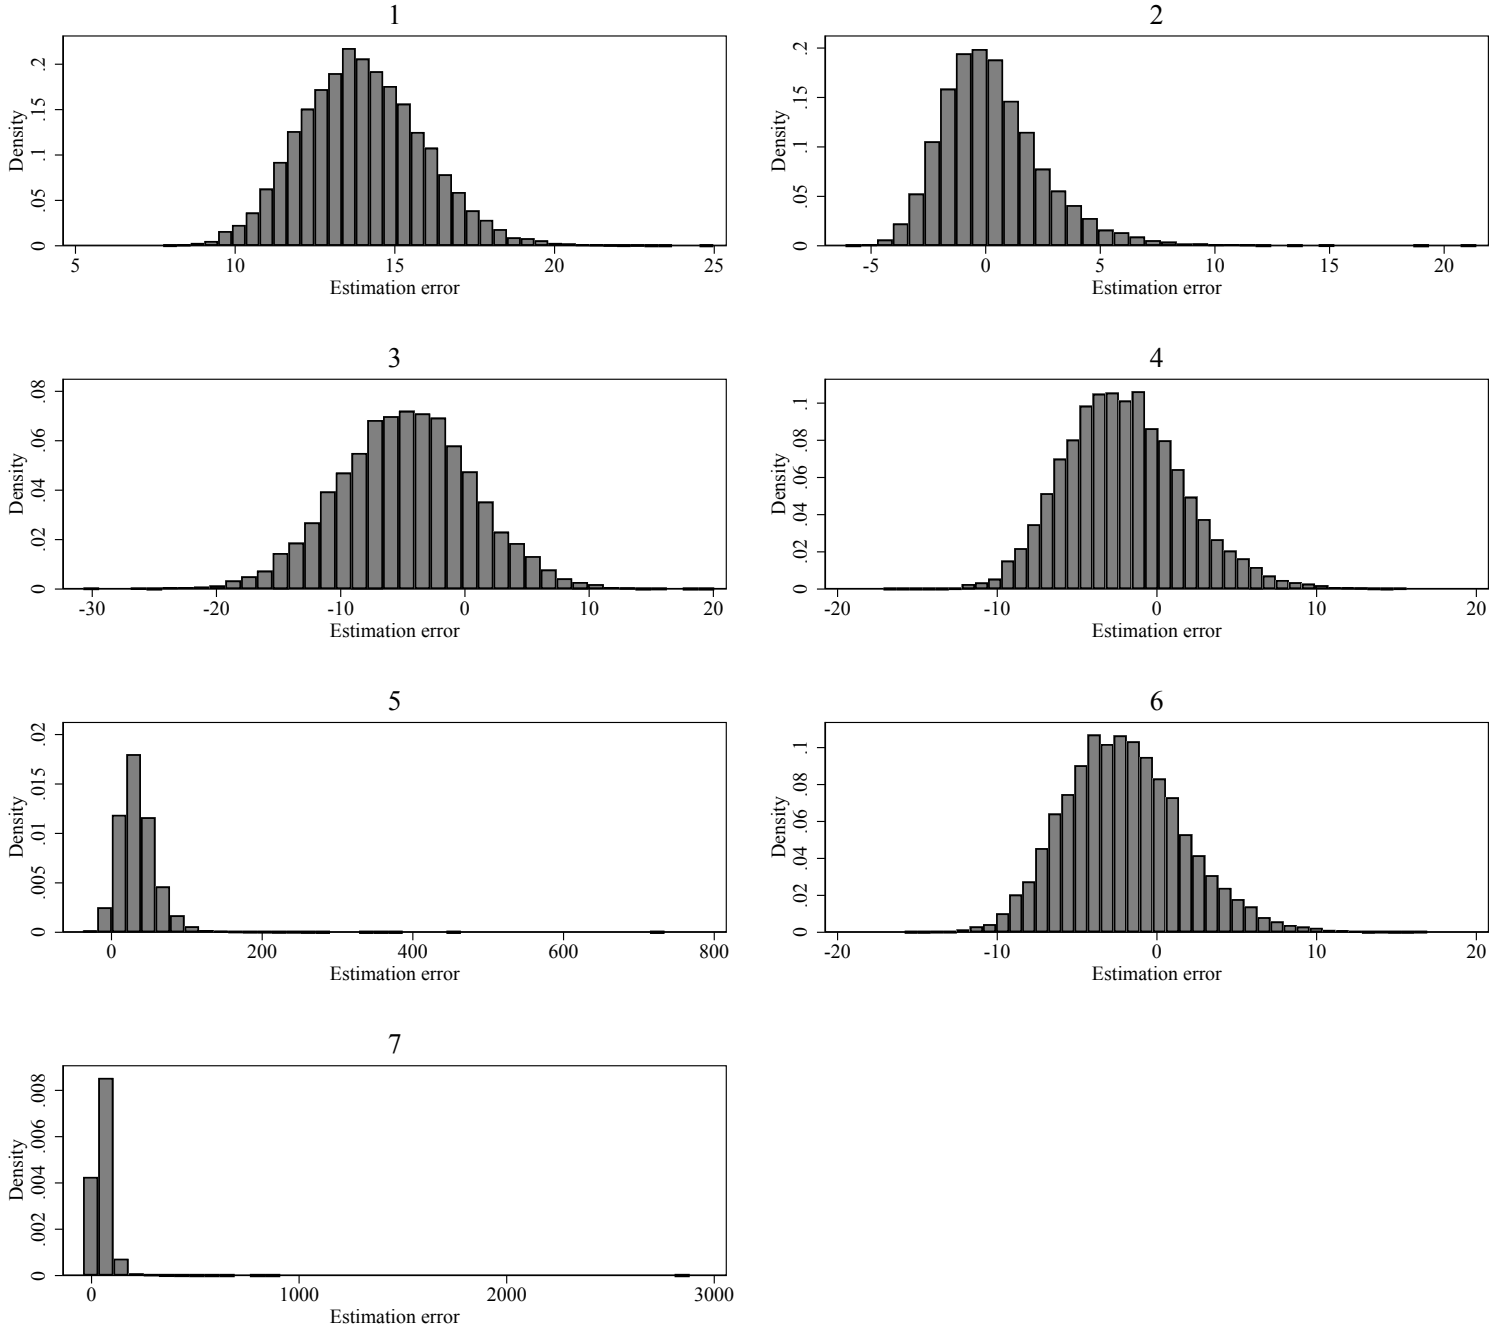 1
Density
0 .05 .1 .15 .2
5 10 15 20 25
Estimation error
2
Density
0 .05 .1 .15 .2
-5 0 5 10 15 20
Estimation error
3
Density
0 .02 .04 .06 .08
-30 -20 -10 0 10 20
Estimation error
4
Density
0 .02 .04 .06 .08 .1
-20 -10 0 10 20
Estimation error
5
Density
0 .005 .01 .015 .02
0 200 400 600 800
Estimation error
6
Density
0 .02 .04 .06 .08 .1
-20 -10 0 10 20
Estimation error
7
Density
0 .002 .004 .006 .008
0 1000 2000 3000
Estimation error